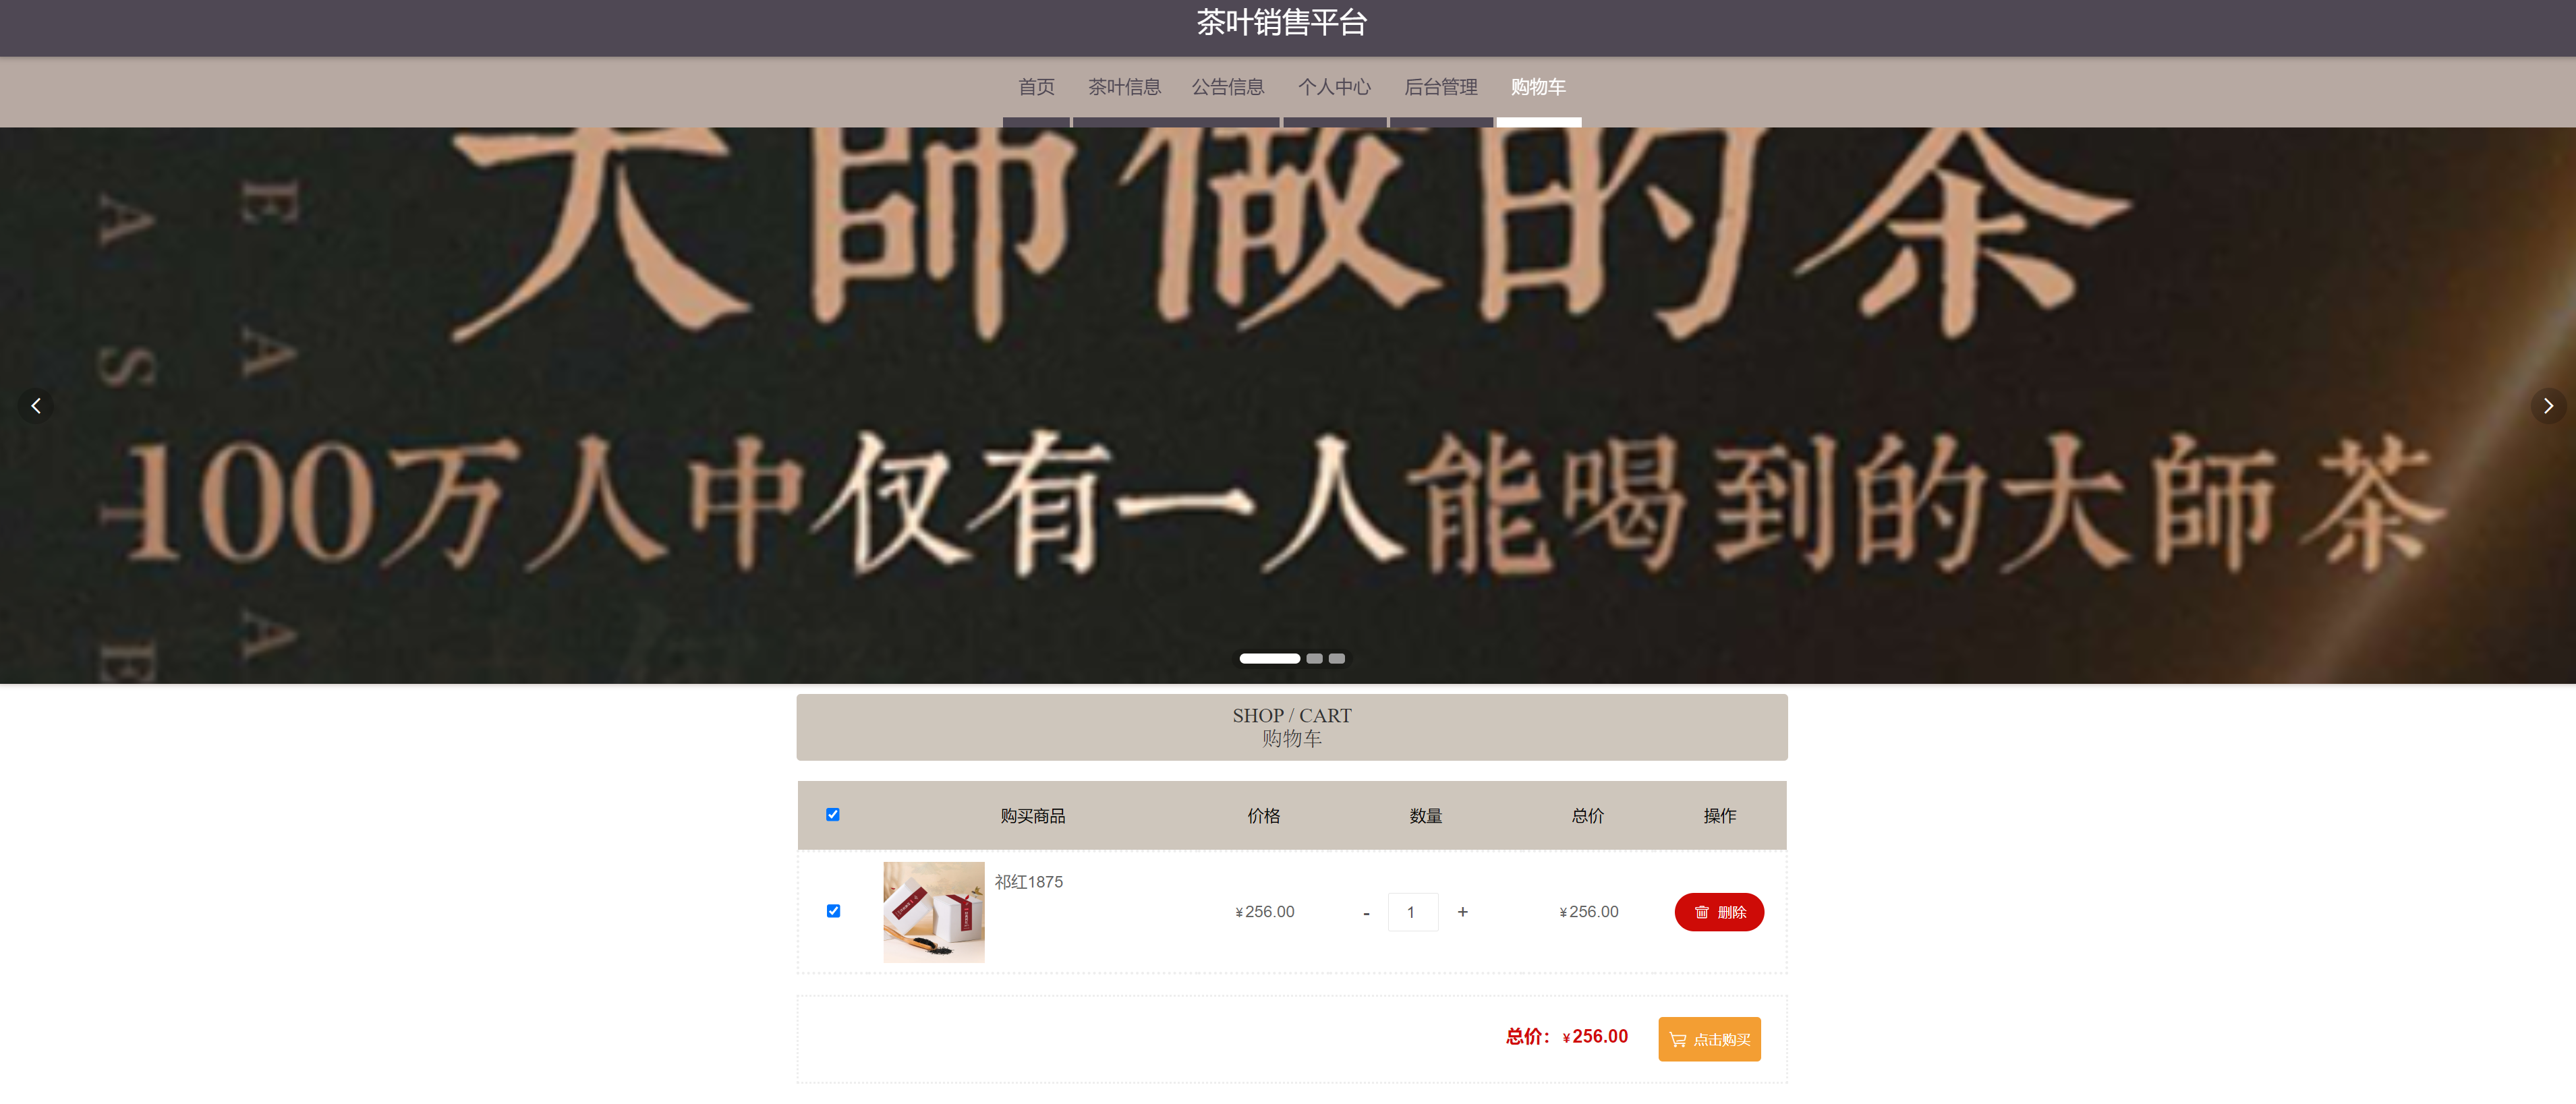 茶叶销售平台
首页 茶叶信息 公告信息 个人中心 后台管理 购物车
大師做的茶
E A A
A S T E
100万人中仅有一人能喝到的大師茶
SHOP / CART
购物车
购买商品 价格 数量 总价 操作
祁红1875
¥256.00 - 1 + ¥256.00 删除
总价：¥256.00 点击购买